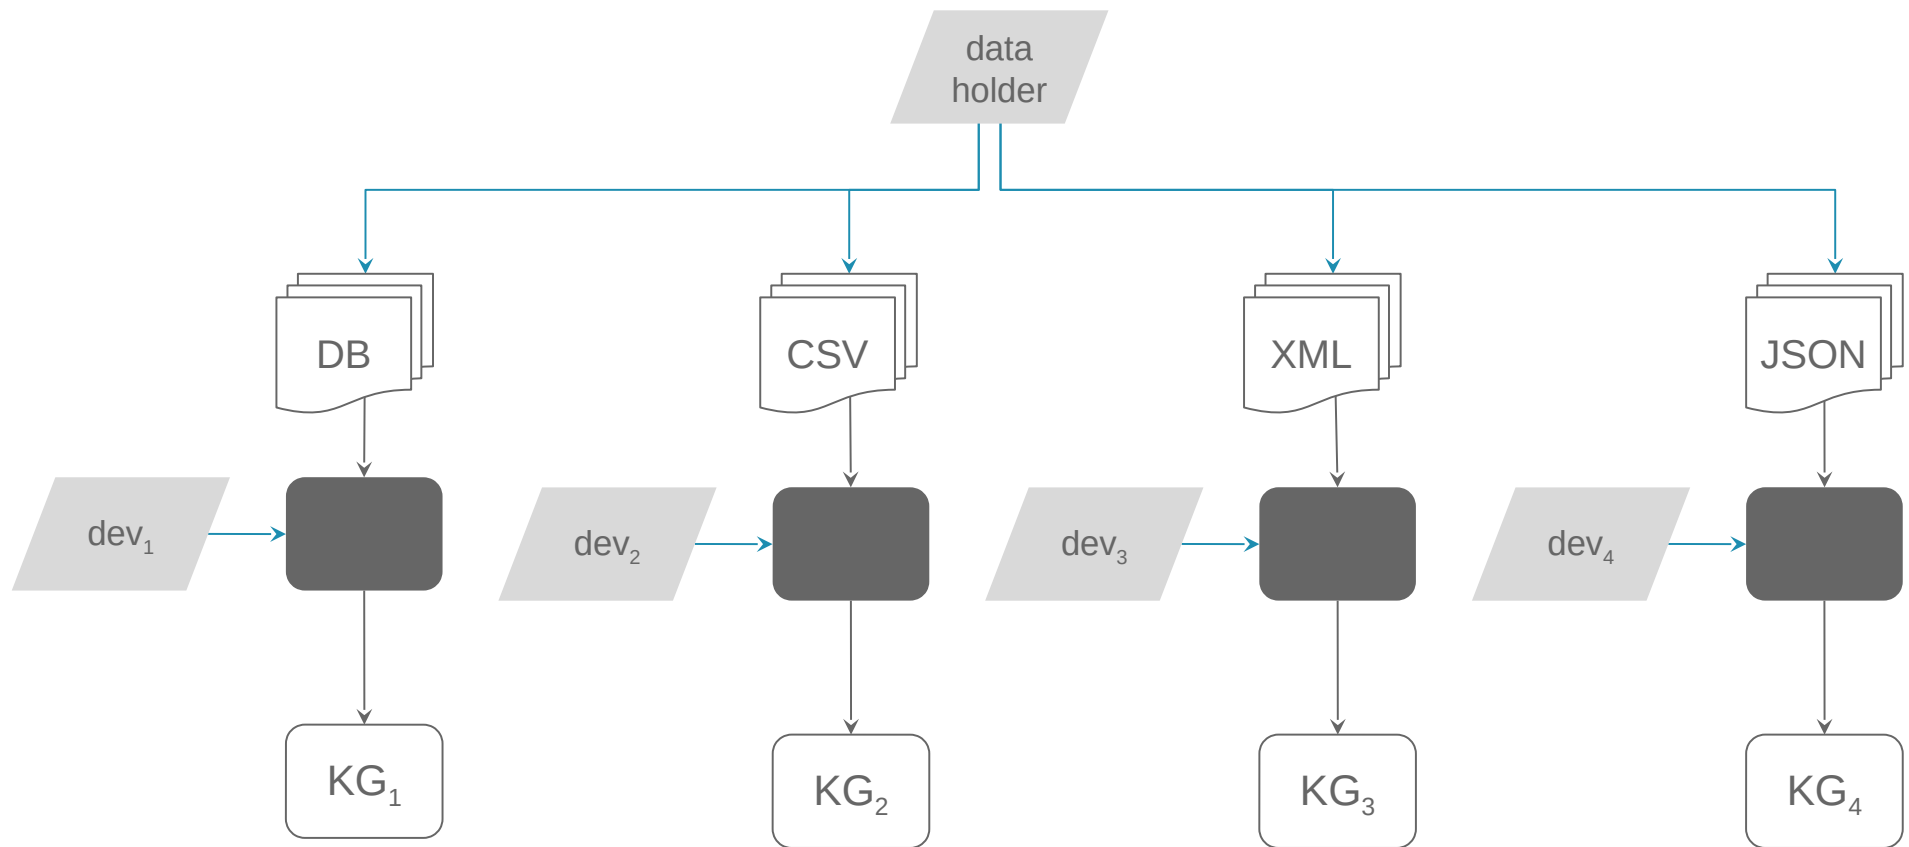 data
holder
DB
CSV
XML
JSON
dev₁
dev₂
dev₃
dev₄
KG₁
KG₂
KG₃
KG₄